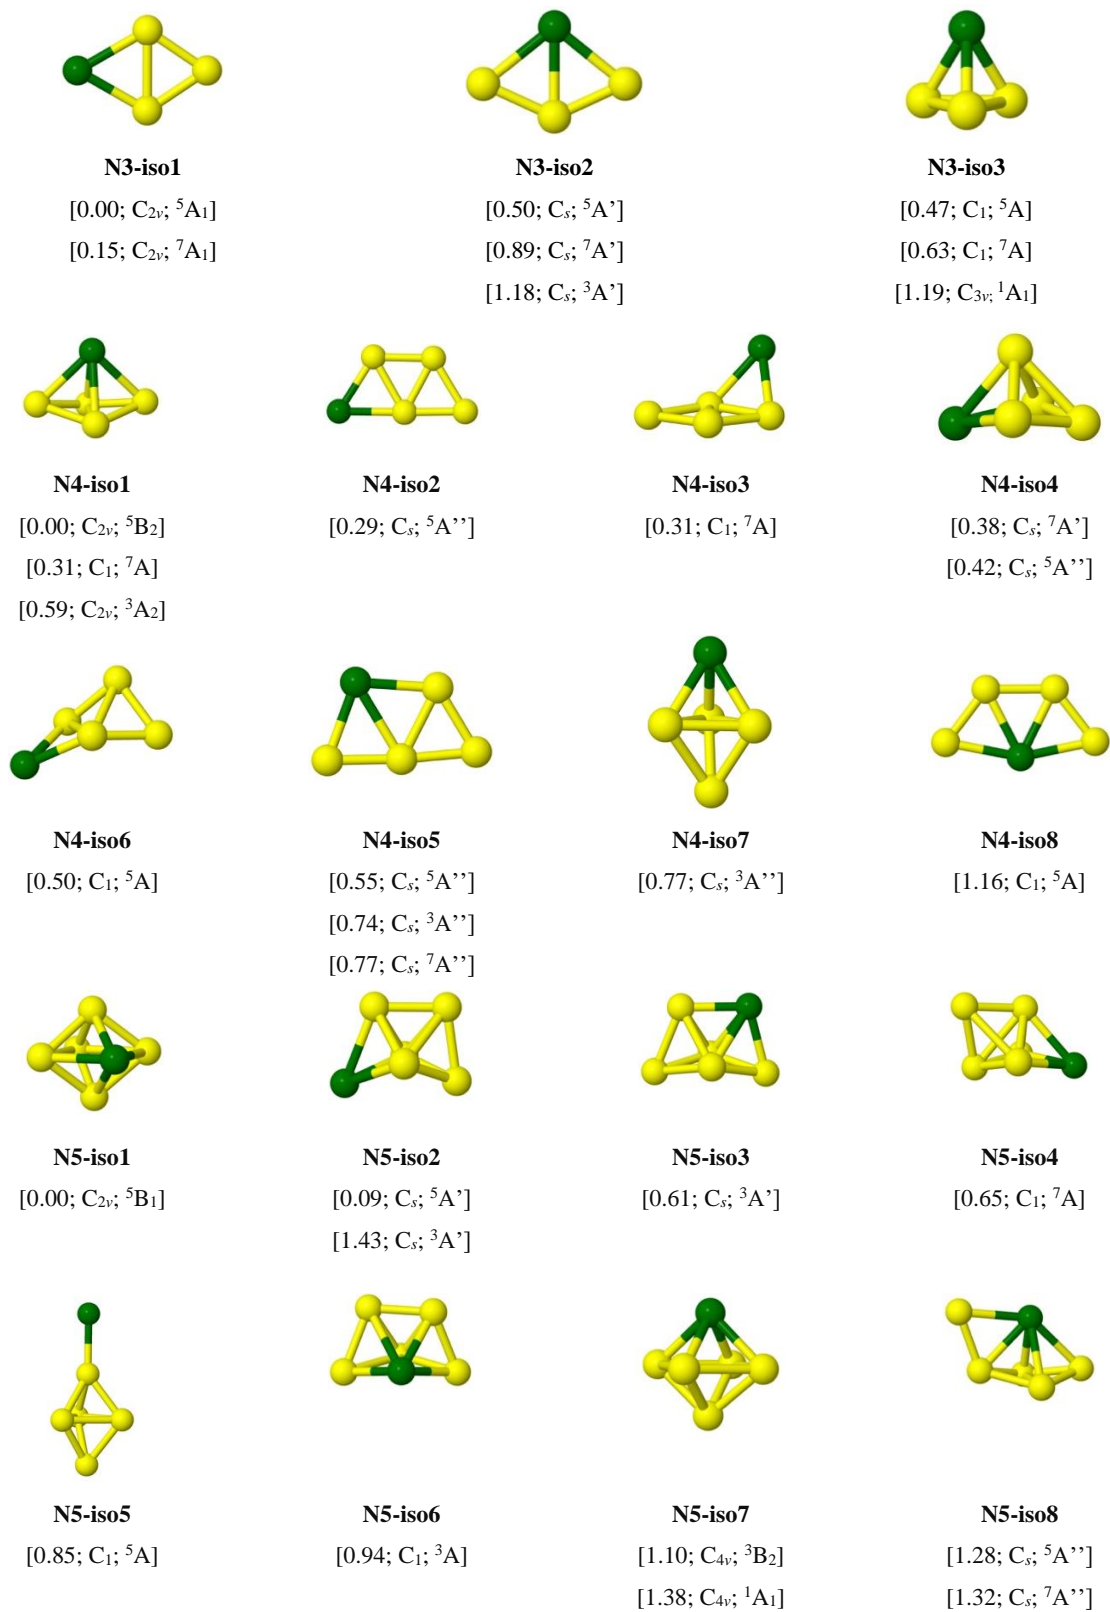 N3-iso1 N3-iso2 N3-iso3
[0.00; C2v; ⁵A1] [0.50; Cs; ⁵A’] [0.47; C1; ⁵A]
[0.15; C2v; ⁷A1] [0.89; Cs; ⁷A’] [0.63; C1; ⁷A]
[1.18; Cs; ³A’] [1.19; C3v; ¹A1]
N4-iso1 N4-iso2 N4-iso3 N4-iso4
[0.00; C2v; ⁵B2] [0.29; Cs; ⁵A’’] [0.31; C1; ⁷A] [0.38; Cs; ⁷A’]
[0.31; C1; ⁷A] [0.42; Cs; ⁵A’’]
[0.59; C2v; ³A2]
N4-iso6 N4-iso5 N4-iso7 N4-iso8
[0.50; C1; ⁵A] [0.55; Cs; ⁵A’’] [0.77; Cs; ³A’’] [1.16; C1; ⁵A]
[0.74; Cs; ³A’’]
[0.77; Cs; ⁷A’’]
N5-iso1 N5-iso2 N5-iso3 N5-iso4
[0.00; C2v; ⁵B1] [0.09; Cs; ⁵A’] [0.61; Cs; ³A’] [0.65; C1; ⁷A]
[1.43; Cs; ³A’]
N5-iso5 N5-iso6 N5-iso7 N5-iso8
[0.85; C1; ⁵A] [0.94; C1; ³A] [1.10; C4v; ³B2] [1.28; Cs; ⁵A’’]
[1.38; C4v; ¹A1] [1.32; Cs; ⁷A’’]